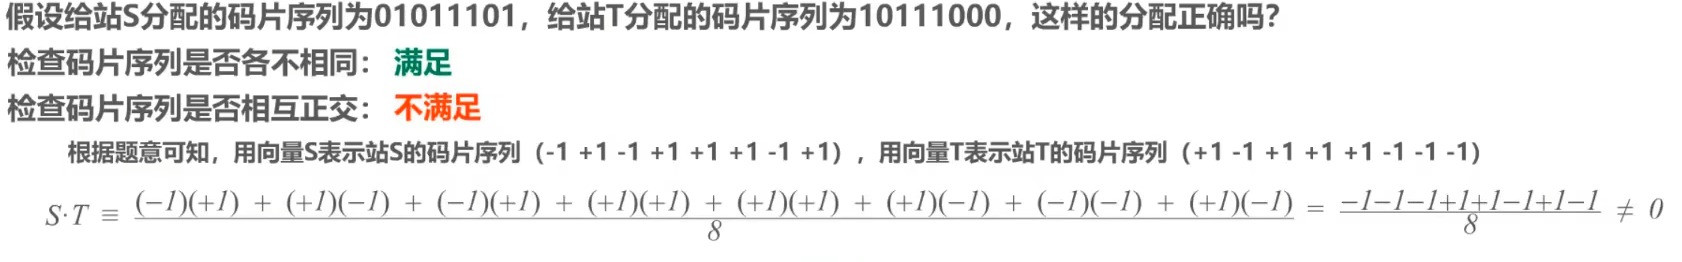 假设给站S分配的码片序列为01011101，给站T分配的码片序列为10111000，这样的分配正确吗？
检查码片序列是否各不相同： 满足
检查码片序列是否相互正交： 不满足
根据题意可知，用向量S表示站S的码片序列（-1 +1 -1 +1 +1 +1 -1 +1），用向量T表示站T的码片序列（+1 -1 +1 +1 +1 -1 -1 -1）
S·T ≡ (−1)(+1) + (+1)(−1) + (−1)(+1) + (+1)(+1) + (+1)(+1) + (+1)(−1) + (−1)(−1) + (+1)(−1) / 8 = −1−1−1+1+1−1+1−1 / 8 ≠ 0